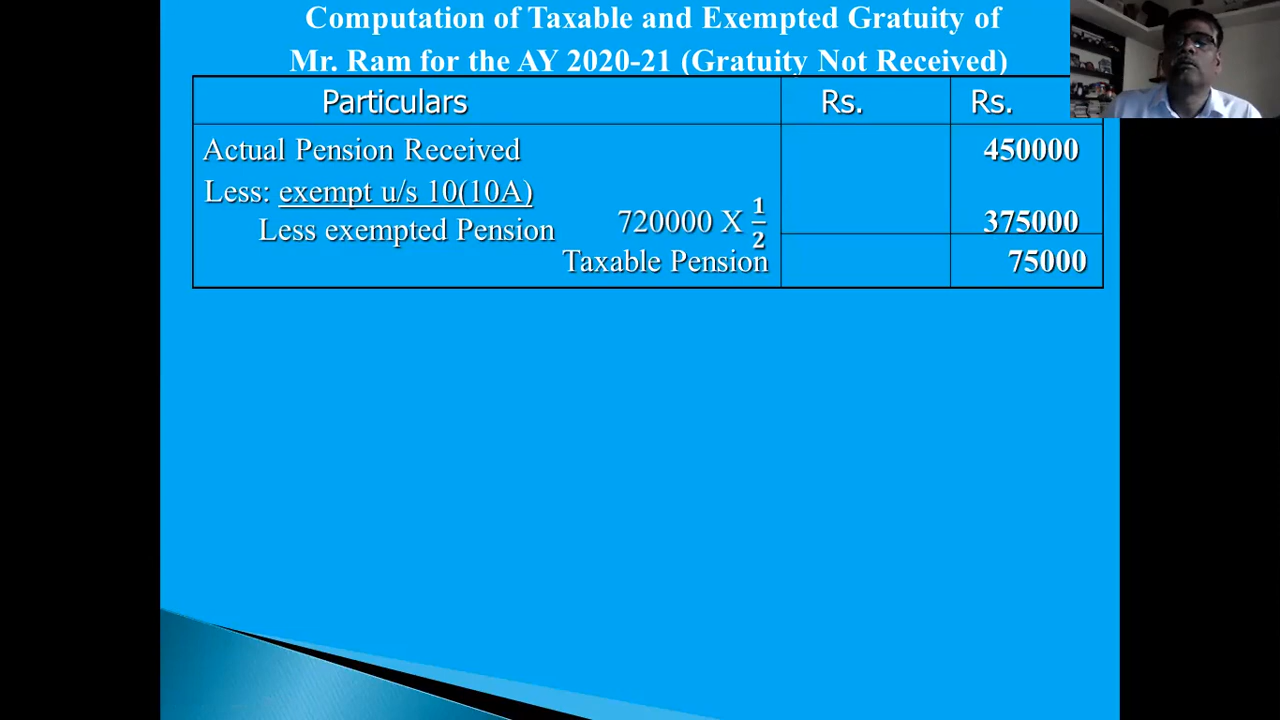 Computation of Taxable and Exempted Gratuity of
Mr. Ram for the AY 2020-21 (Gratuity Not Received)
Particulars Rs. Rs.
Actual Pension Received 450000
Less: exempt u/s 10(10A)
Less exempted Pension 720000 X 1/2 375000
Taxable Pension 75000